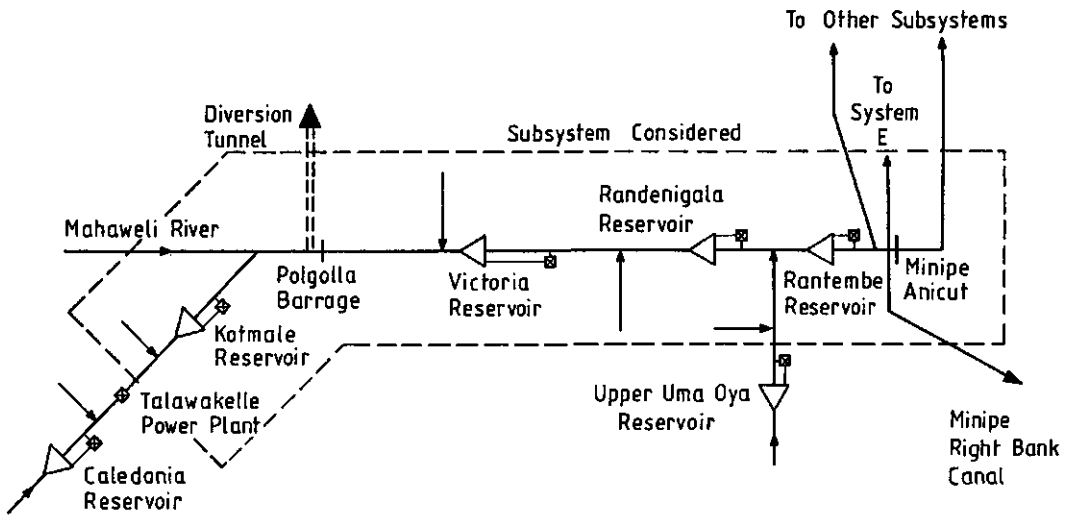 To Other Subsystems
To
System
E
Diversion
Tunnel
Subsystem Considered
Mahaweli River
Randenigala
Reservoir
Polgolla
Barrage
Victoria
Reservoir
Rantembe
Reservoir
Minipe
Anicut
Kotmale
Reservoir
Talawakelle
Power Plant
Upper Uma Oya
Reservoir
Caledonia
Reservoir
Minipe
Right Bank
Canal